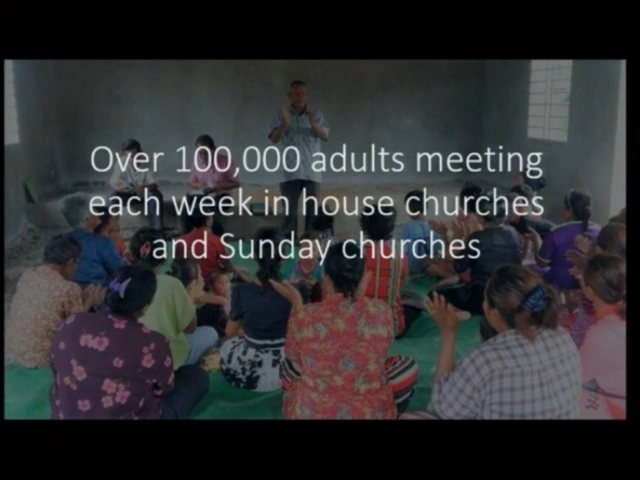 Over 100,000 adults meeting
each week in house churches
and Sunday churches